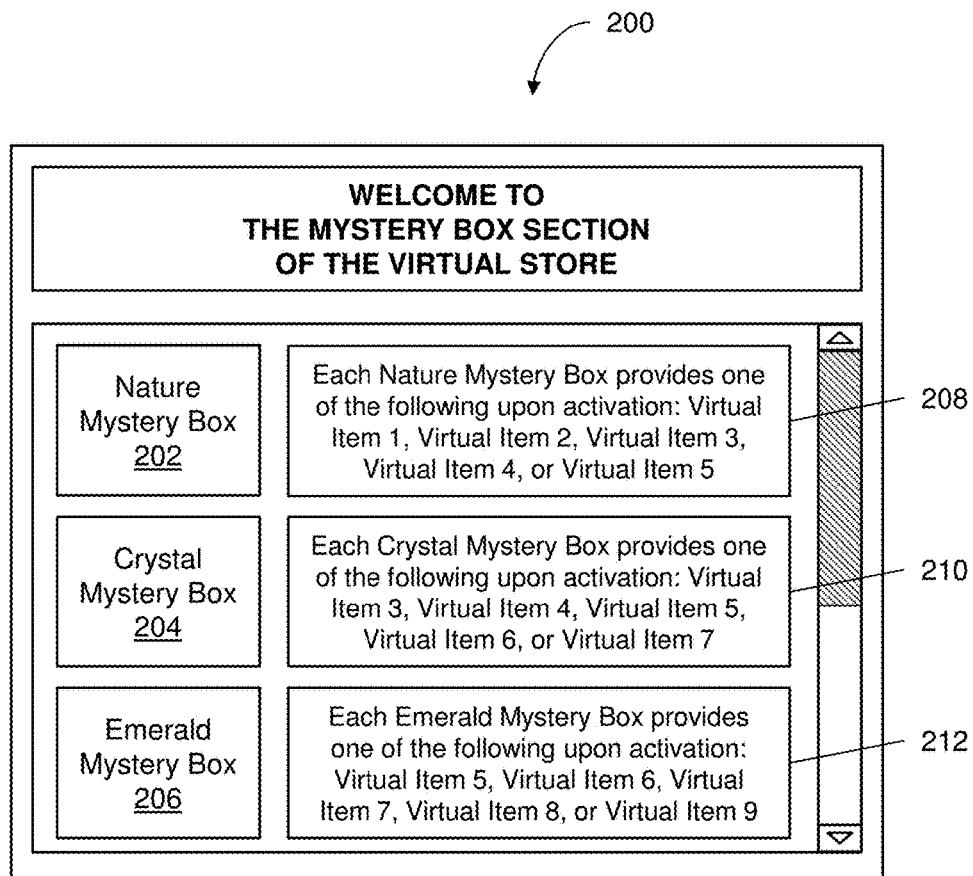 200
WELCOME TO
THE MYSTERY BOX SECTION
OF THE VIRTUAL STORE
Nature
Mystery Box
202
Each Nature Mystery Box provides one
of the following upon activation: Virtual
Item 1, Virtual Item 2, Virtual Item 3,
Virtual Item 4, or Virtual Item 5
208
Crystal
Mystery Box
204
Each Crystal Mystery Box provides one
of the following upon activation: Virtual
Item 3, Virtual Item 4, Virtual Item 5,
Virtual Item 6, or Virtual Item 7
210
Emerald
Mystery Box
206
Each Emerald Mystery Box provides
one of the following upon activation:
Virtual Item 5, Virtual Item 6, Virtual
Item 7, Virtual Item 8, or Virtual Item 9
212